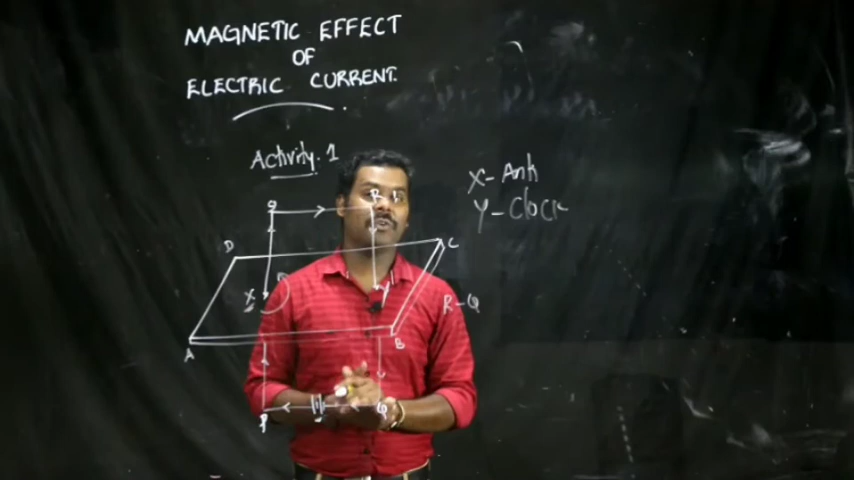 MAGNETIC EFFECT
OF
ELECTRIC CURRENT.
Activity. 1
X - Anti
Y - Clock
R
D
C
X
Y
R - Q
A
B
P
Q